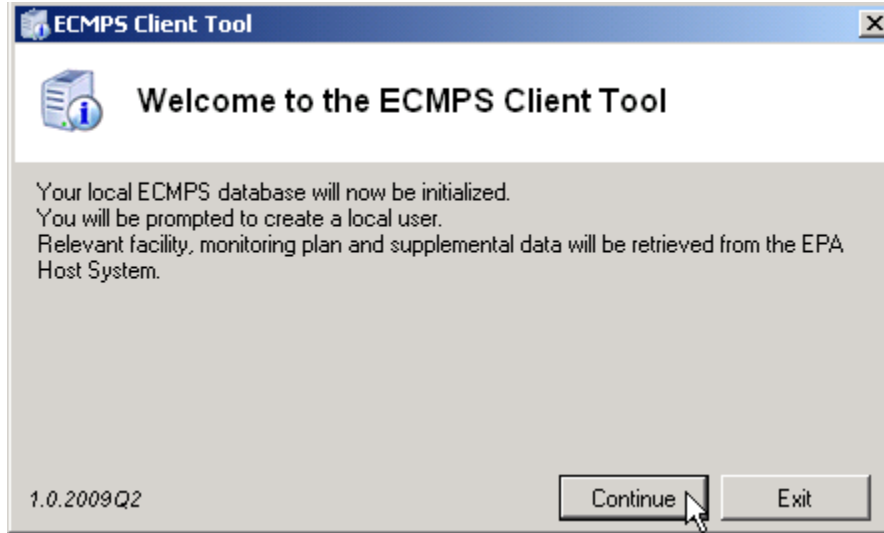 ECMPS Client Tool
Welcome to the ECMPS Client Tool
Your local ECMPS database will now be initialized.
You will be prompted to create a local user.
Relevant facility, monitoring plan and supplemental data will be retrieved from the EPA
Host System.
1.0.2009Q2
Continue
Exit